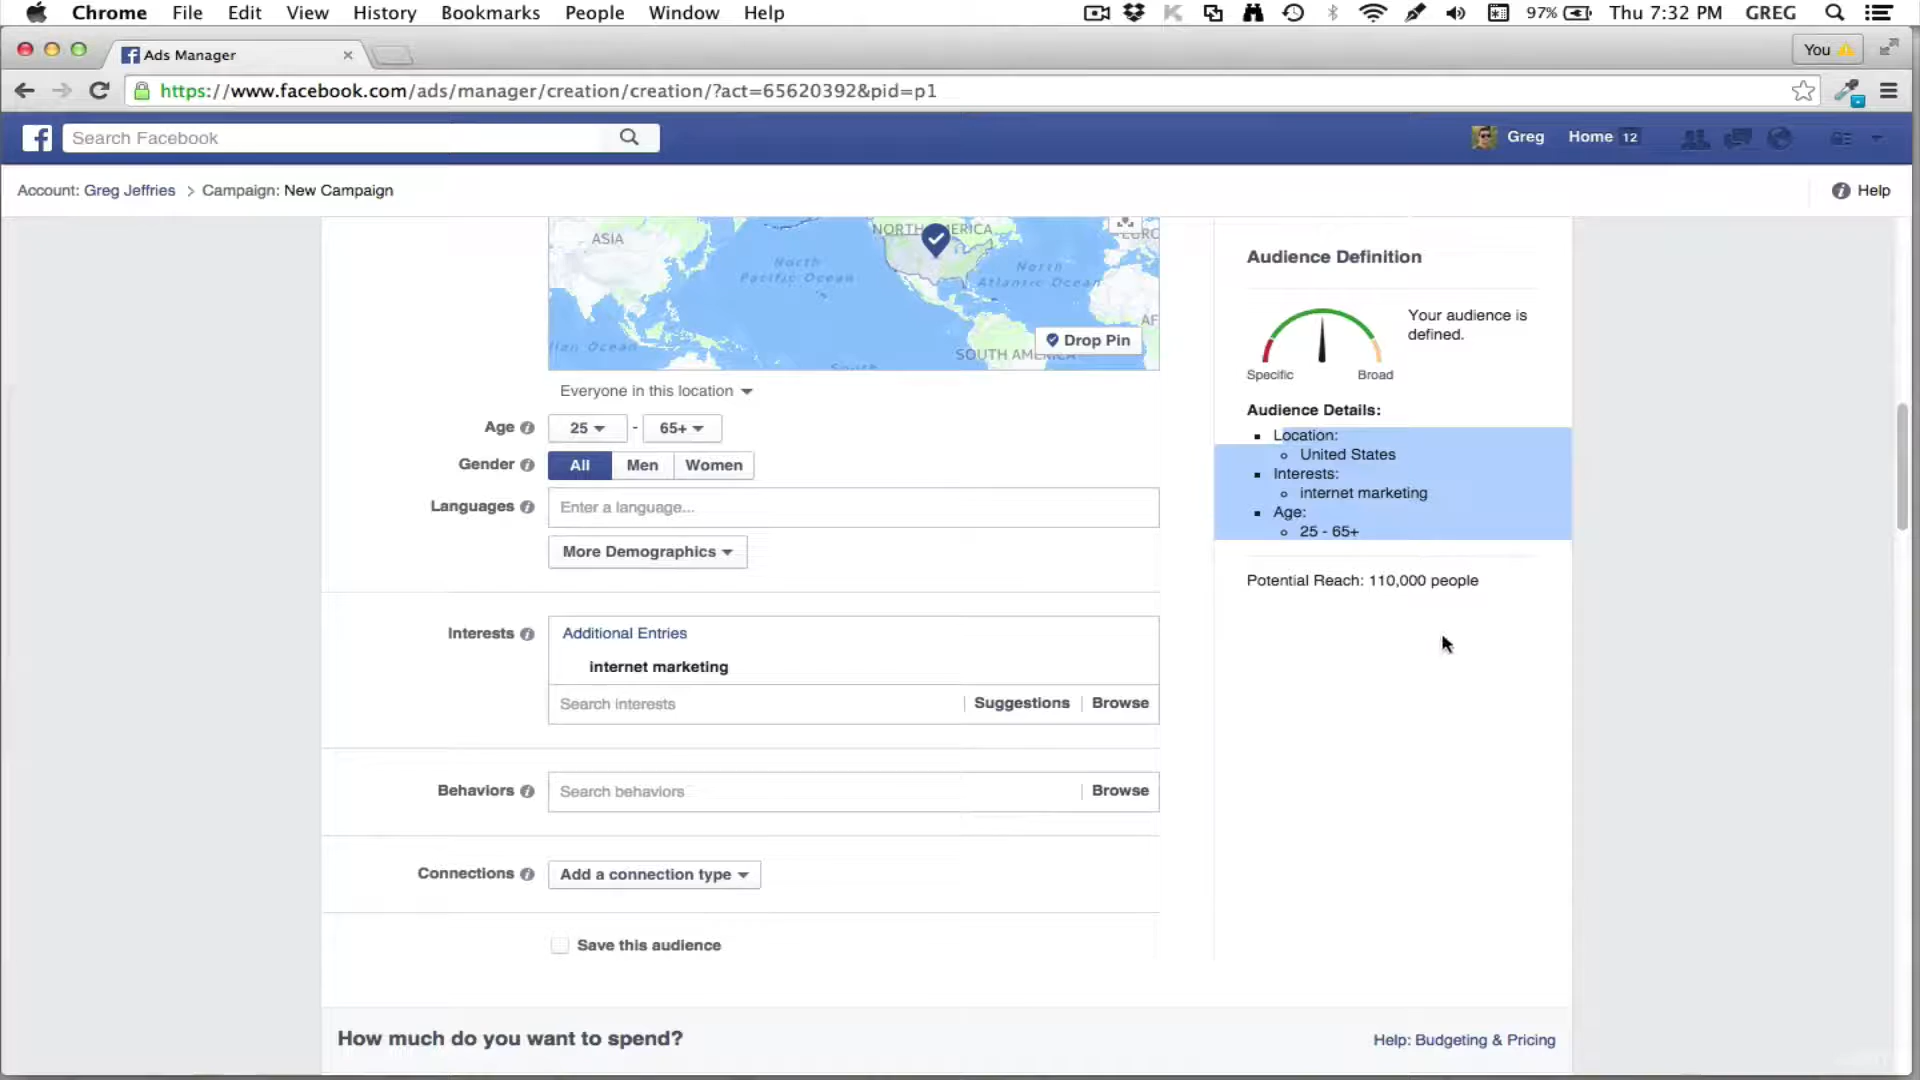 Chrome File Edit View History Bookmarks People Window Help 97% Thu 7:32 PM GREG
Ads Manager
You
https://www.facebook.com/ads/manager/creation/creation/?act=65620392&pid=p1
Search Facebook
Greg Home 12
Account: Greg Jeffries > Campaign: New Campaign
Help
ASIA
NORTH AMERICA
North
Pacific Ocean
North
Atlantic Ocean
SOUTH AMERICA
AF
Drop Pin
Everyone in this location
Age 25 - 65+
Gender All Men Women
Languages Enter a language...
More Demographics
Interests Additional Entries
internet marketing
Search interests Suggestions Browse
Behaviors Search behaviors Browse
Connections Add a connection type
Save this audience
How much do you want to spend?
Help: Budgeting & Pricing
Audience Definition
Your audience is
defined.
Specific Broad
Audience Details:
Location:
United States
Interests:
internet marketing
Age:
25 - 65+
Potential Reach: 110,000 people